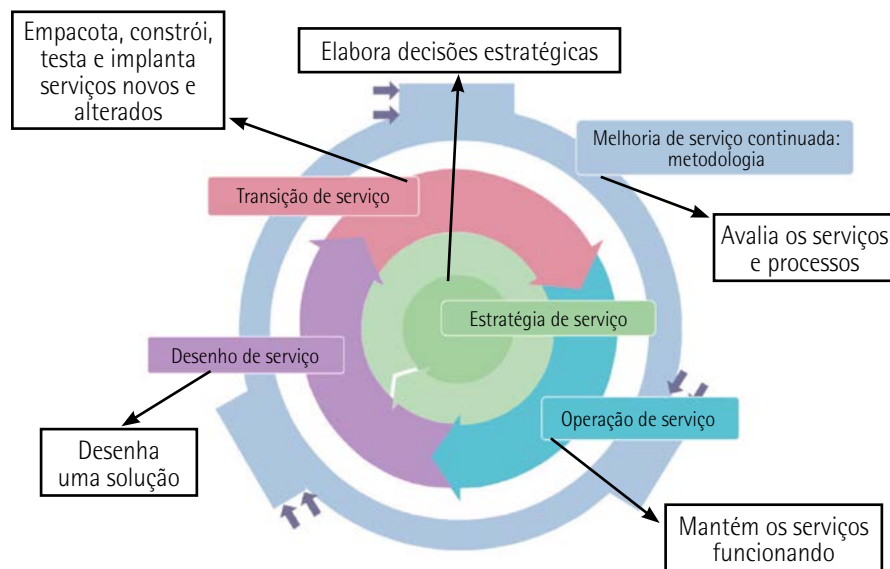 Empacota, constrói,
testa e implanta
serviços novos e
alterados
Elabora decisões estratégicas
Melhoria de serviço continuada:
metodologia
Transição de serviço
Avalia os serviços
e processos
Estratégia de serviço
Desenho de serviço
Operação de serviço
Desenha
uma solução
Mantém os serviços
funcionando